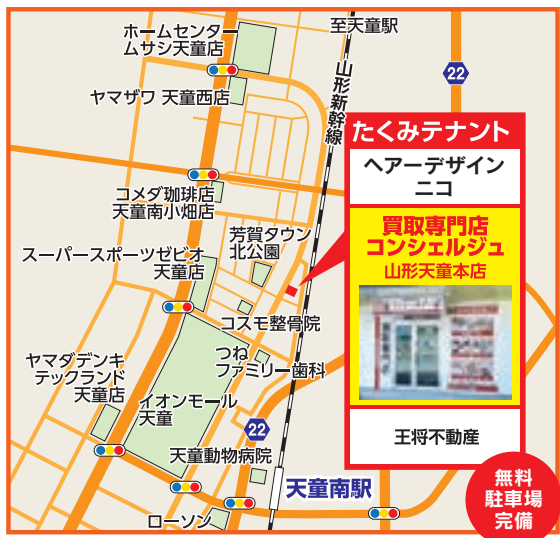 ホームセンター
ムサシ天童店
至天童駅
山形新幹線
22
ヤマザワ 天童西店
たくみテナント
ヘアーデザイン
ニコ
コメダ珈琲店
天童南小畑店
買取専門店
コンシェルジュ
山形天童本店
芳賀タウン
北公園
スーパースポーツゼビオ
天童店
コスモ整骨院
つね
ファミリー歯科
ヤマダデンキ
テックランド
天童店
イオンモール
天童
22
王将不動産
天童動物病院
天童南駅
ローソン
無料
駐車場
完備